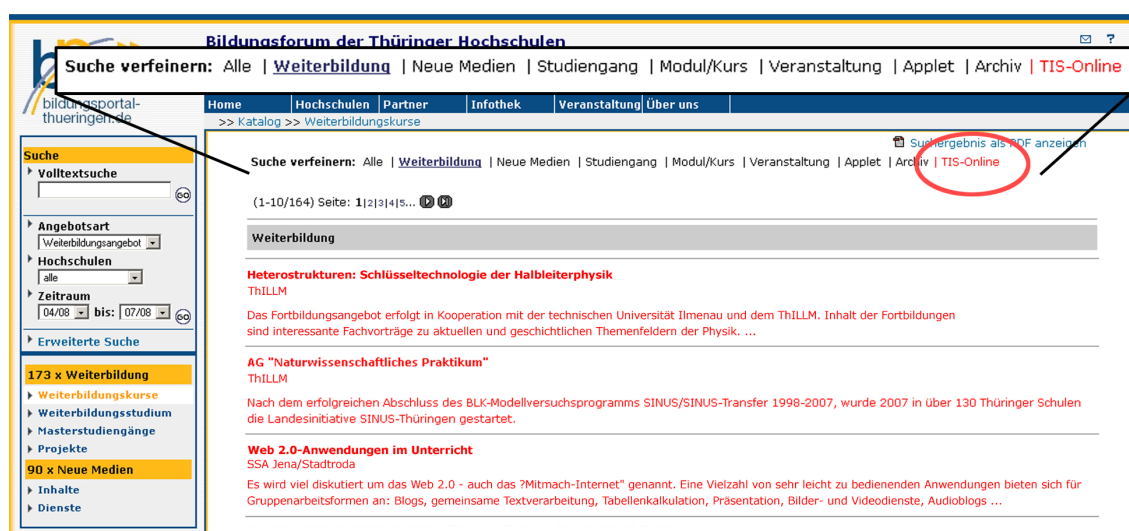 Bildungsforum der Thüringer Hochschulen
?
Suche verfeinern: Alle | Weiterbildung | Neue Medien | Studiengang | Modul/Kurs | Veranstaltung | Applet | Archiv | TIS-Online
bildungsportal-
thueringen.de
Home Hochschulen Partner Infothek Veranstaltung Über uns
>> Katalog >> Weiterbildungskurse
Suchergebnis als PDF anzeigen
Suche verfeinern: Alle | Weiterbildung | Neue Medien | Studiengang | Modul/Kurs | Veranstaltung | Applet | Archiv | TIS-Online
(1-10/164) Seite: 1|2|3|4|5...
Weiterbildung
Heterostrukturen: Schlüsseltechnologie der Halbleiterphysik
ThILLM
Das Fortbildungsangebot erfolgt in Kooperation mit der technischen Universität Ilmenau und dem ThILLM. Inhalt der Fortbildungen
sind interessante Fachvorträge zu aktuellen und geschichtlichen Themenfeldern der Physik. ...
AG "Naturwissenschaftliches Praktikum"
ThILLM
Nach dem erfolgreichen Abschluss des BLK-Modellversuchsprogramms SINUS/SINUS-Transfer 1998-2007, wurde 2007 in über 130 Thüringer Schulen
die Landesinitiative SINUS-Thüringen gestartet.
Web 2.0-Anwendungen im Unterricht
SSA Jena/Stadtroda
Es wird viel diskutiert um das Web 2.0 - auch das ?Mitmach-Internet" genannt. Eine Vielzahl von sehr leicht zu bedienenden Anwendungen bieten sich für
Gruppenarbeitsformen an: Blogs, gemeinsame Textverarbeitung, Tabellenkalkulation, Präsentation, Bilder- und Videodienste, Audioblogs ...
Suche
Volltextsuche
GO
Angebotsart
Weiterbildungsangebot
Hochschulen
alle
Zeitraum
04/08 bis: 07/08 GO
Erweiterte Suche
173 x Weiterbildung
Weiterbildungskurse
Weiterbildungsstudium
Masterstudiengänge
Projekte
90 x Neue Medien
Inhalte
Dienste